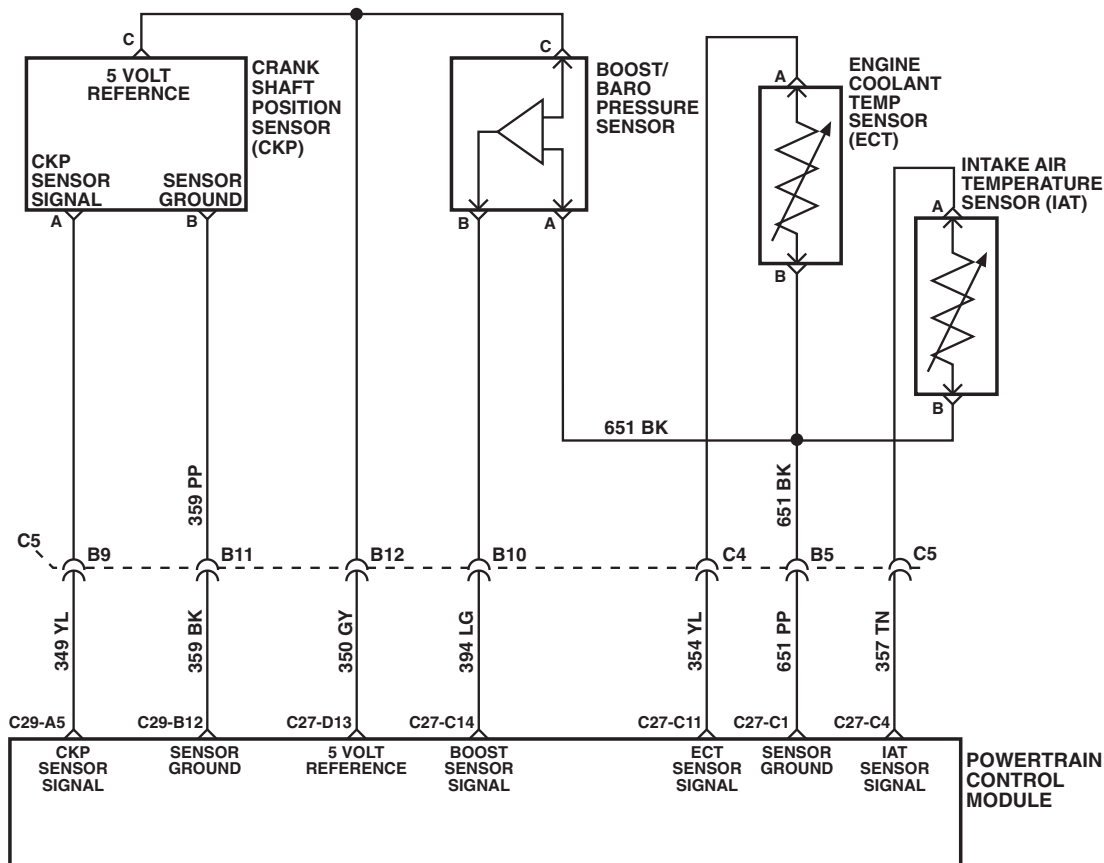 C
5 VOLT
REFERNCE
CKP
SENSOR
SIGNAL
SENSOR
GROUND
A
B
CRANK
SHAFT
POSITION
SENSOR
(CKP)
C
B
A
BOOST/
BARO
PRESSURE
SENSOR
A
B
ENGINE
COOLANT
TEMP
SENSOR
(ECT)
INTAKE AIR
TEMPERATURE
SENSOR (IAT)
A
B
651 BK
359 PP
651 BK
C5
B9
B11
B12
B10
C4
B5
C5
349 YL
359 BK
350 GY
394 LG
354 YL
651 PP
357 TN
C29-A5
C29-B12
C27-D13
C27-C14
C27-C11
C27-C1
C27-C4
CKP
SENSOR
SIGNAL
SENSOR
GROUND
5 VOLT
REFERENCE
BOOST
SENSOR
SIGNAL
ECT
SENSOR
SIGNAL
SENSOR
GROUND
IAT
SENSOR
SIGNAL
POWERTRAIN
CONTROL
MODULE